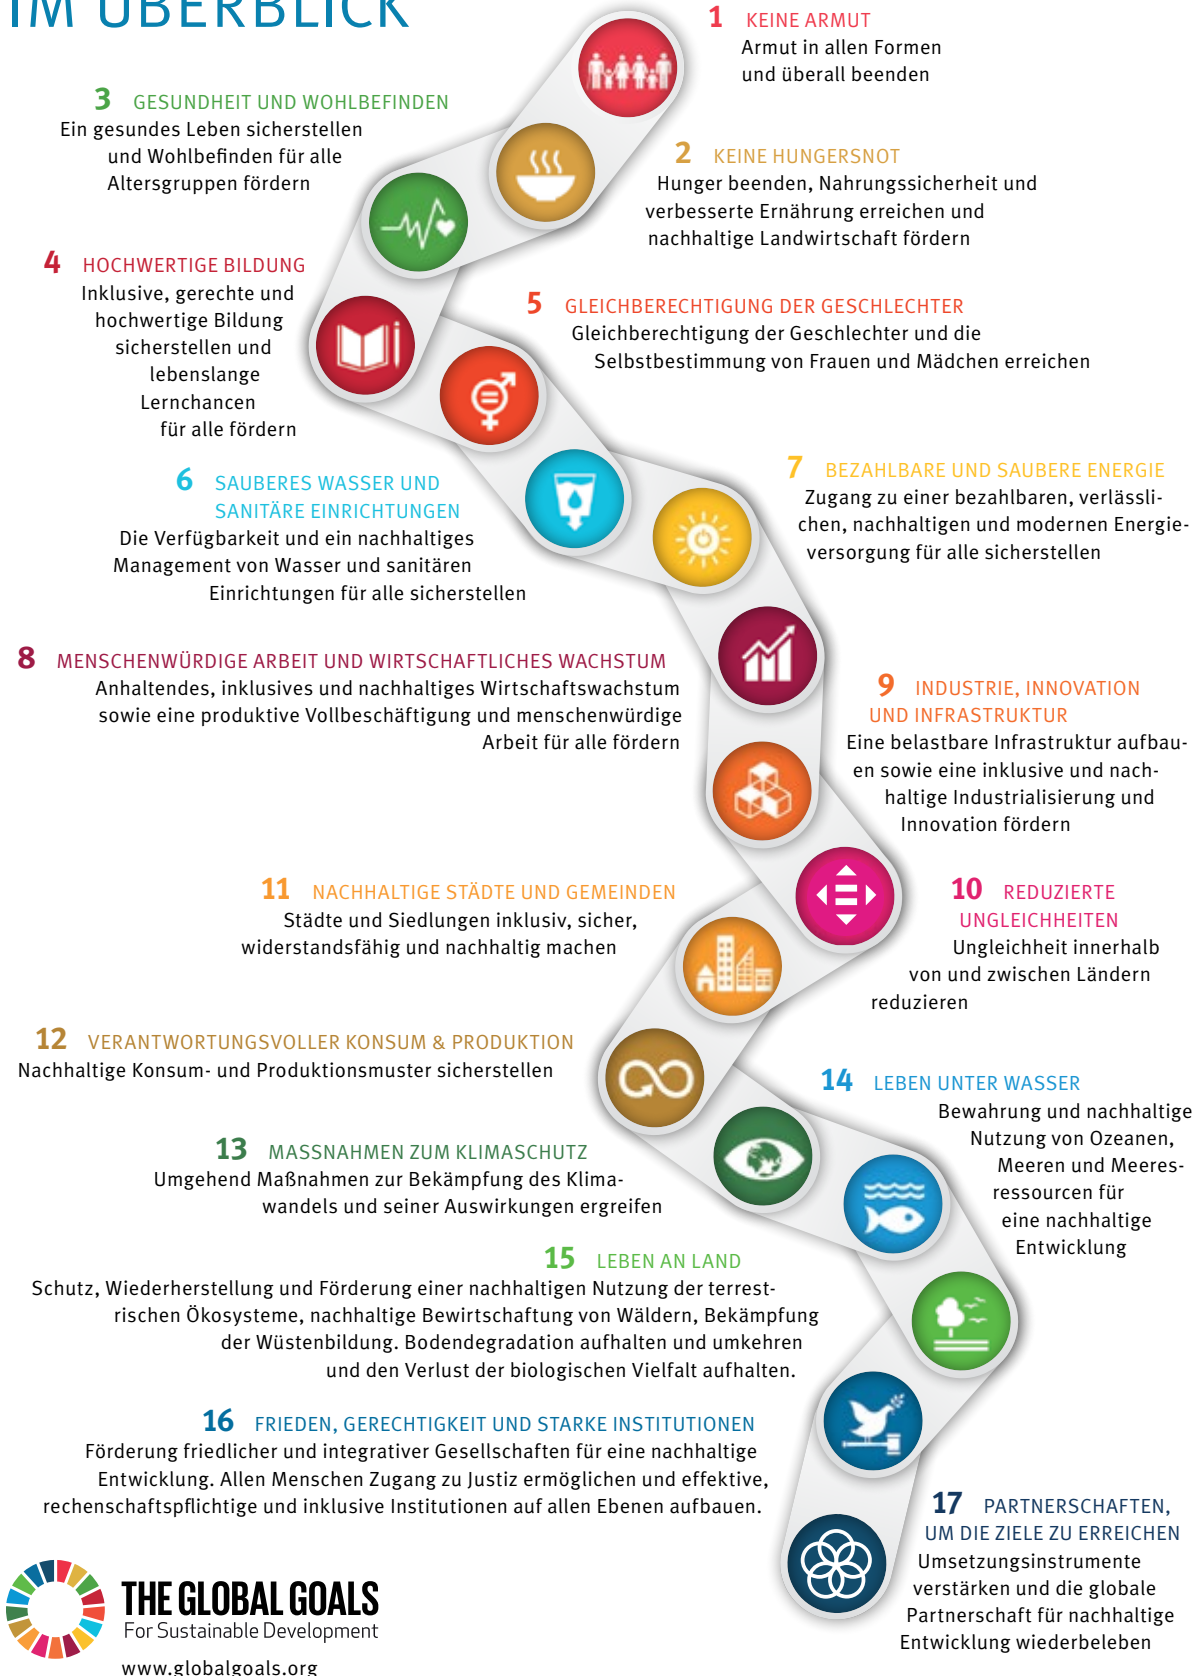 IM ÜBERBLICK
1 KEINE ARMUT
Armut in allen Formen
und überall beenden
2 KEINE HUNGERSNOT
Hunger beenden, Nahrungssicherheit und
verbesserte Ernährung erreichen und
nachhaltige Landwirtschaft fördern
3 GESUNDHEIT UND WOHLBEFINDEN
Ein gesundes Leben sicherstellen
und Wohlbefinden für alle
Altersgruppen fördern
4 HOCHWERTIGE BILDUNG
Inklusive, gerechte und
hochwertige Bildung
sicherstellen und
lebenslange
Lernchancen
für alle fördern
5 GLEICHBERECHTIGUNG DER GESCHLECHTER
Gleichberechtigung der Geschlechter und die
Selbstbestimmung von Frauen und Mädchen erreichen
6 SAUBERES WASSER UND
SANITÄRE EINRICHTUNGEN
Die Verfügbarkeit und ein nachhaltiges
Management von Wasser und sanitären
Einrichtungen für alle sicherstellen
7 BEZAHLBARE UND SAUBERE ENERGIE
Zugang zu einer bezahlbaren, verlässli-
chen, nachhaltigen und modernen Energie-
versorgung für alle sicherstellen
8 MENSCHENWÜRDIGE ARBEIT UND WIRTSCHAFTLICHES WACHSTUM
Anhaltendes, inklusives und nachhaltiges Wirtschaftswachstum
sowie eine produktive Vollbeschäftigung und menschenwürdige
Arbeit für alle fördern
9 INDUSTRIE, INNOVATION
UND INFRASTRUKTUR
Eine belastbare Infrastruktur aufbau-
en sowie eine inklusive und nach-
haltige Industrialisierung und
Innovation fördern
10 REDUZIERTE
UNGLEICHHEITEN
Ungleichheit innerhalb
von und zwischen Ländern
reduzieren
11 NACHHALTIGE STÄDTE UND GEMEINDEN
Städte und Siedlungen inklusiv, sicher,
widerstandsfähig und nachhaltig machen
12 VERANTWORTUNGSVOLLER KONSUM & PRODUKTION
Nachhaltige Konsum- und Produktionsmuster sicherstellen
13 MASSNAHMEN ZUM KLIMASCHUTZ
Umgehend Maßnahmen zur Bekämpfung des Klima-
wandels und seiner Auswirkungen ergreifen
14 LEBEN UNTER WASSER
Bewahrung und nachhaltige
Nutzung von Ozeanen,
Meeren und Meeres-
ressourcen für
eine nachhaltige
Entwicklung
15 LEBEN AN LAND
Schutz, Wiederherstellung und Förderung einer nachhaltigen Nutzung der terrest-
rischen Ökosysteme, nachhaltige Bewirtschaftung von Wäldern, Bekämpfung
der Wüstenbildung. Bodendegradation aufhalten und umkehren
und den Verlust der biologischen Vielfalt aufhalten.
16 FRIEDEN, GERECHTIGKEIT UND STARKE INSTITUTIONEN
Förderung friedlicher und integrativer Gesellschaften für eine nachhaltige
Entwicklung. Allen Menschen Zugang zu Justiz ermöglichen und effektive,
rechenschaftspflichtige und inklusive Institutionen auf allen Ebenen aufbauen.
17 PARTNERSCHAFTEN,
UM DIE ZIELE ZU ERREICHEN
Umsetzungsinstrumente
verstärken und die globale
Partnerschaft für nachhaltige
Entwicklung wiederbeleben
THE GLOBAL GOALS
For Sustainable Development
www.globalgoals.org